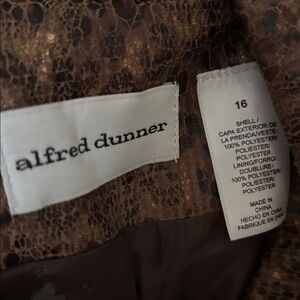 alfred dunner
16
SHELL /
CAPA EXTERIOR DE
LA PRENDA/VESTE
100% POLYESTER/
POLIESTER/
POLYESTER
LINING/FORRO/
DOUBLURE:
100% POLYESTER/
POLIESTER/
POLYESTER
MADE IN
CHINA
HECHO EN CHINA
FABRIQUE EN CHINE